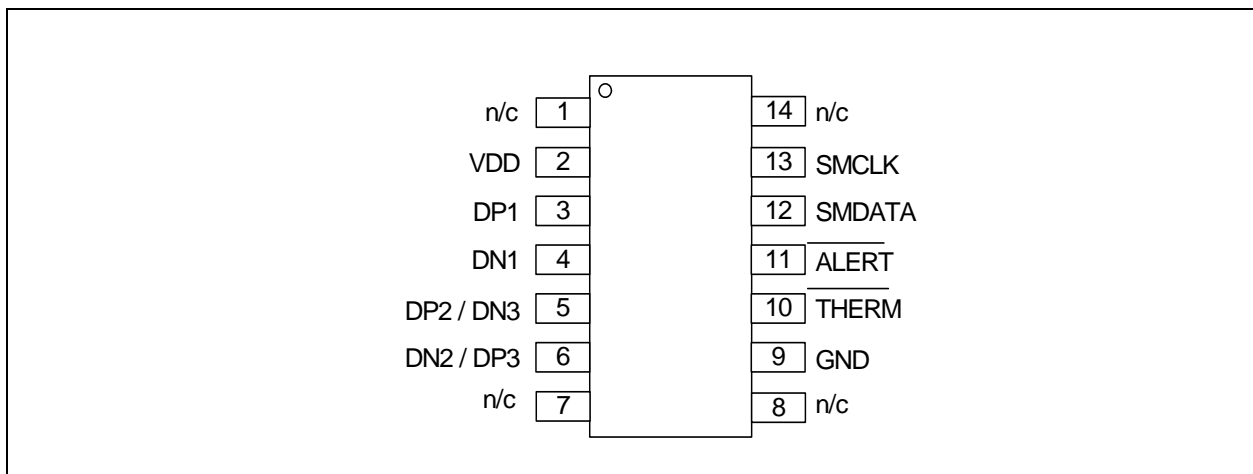 n/c 1 14 n/c
VDD 2 13 SMCLK
DP1 3 12 SMDATA
DN1 4 11 ALERT
DP2 / DN3 5 10 THERM
DN2 / DP3 6 9 GND
n/c 7 8 n/c